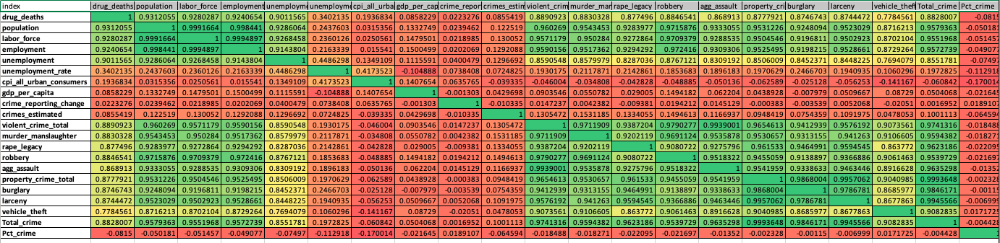 index drug_deaths population labor_force employment unemploym unemploym cpi_all_urba gdp_per_cap crime_report crimes_estim violent_crim murder_mar rape_legacy robbery agg_assault property_cri burglary larceny vehicle_theft Total_crime Pct_crime
drug_deaths 1 0.9312055 0.9280287 0.9240654 0.9011565 0.3402135 0.1936834 0.0858229 0.0223276 0.0855419 0.8890923 0.8830328 0.877496 0.8846541 0.868913 0.8777921 0.8746743 0.8744472 0.7784561 0.8828007 -0.0815
population 0.9312055 1 0.9991664 0.998441 0.9286064 0.2437603 0.0315356 0.1332749 0.0239462 0.122519 0.960269 0.9543453 0.9283977 0.9715876 0.9333055 0.9531226 0.9248094 0.9523029 0.8716213 0.9579363 -0.05018
labor_force 0.9280287 0.9991664 1 0.9994897 0.9268458 0.2360126 0.0250561 0.1479501 0.0218985 0.130052 0.9571179 0.950284 0.9272864 0.9709379 0.9288535 0.9504546 0.9196811 0.9502923 0.8702104 0.9551968 -0.05145
employment 0.9240654 0.998441 0.9994897 1 0.9143804 0.2163339 0.015541 0.1500499 0.0202069 0.1292088 0.9590156 0.9517362 0.9294292 0.972416 0.9309306 0.9525495 0.9198215 0.9528661 0.8729264 0.9572739 -0.04907
unemployment 0.9011565 0.9286064 0.9268458 0.9143804 1 0.4486298 0.1349109 0.1115591 0.0400479 0.1296692 0.8590548 0.8579979 0.8287036 0.8767121 0.8309192 0.8506009 0.8452371 0.8448225 0.7694079 0.8551781 -0.0749
unemployment_rate 0.3402135 0.2437603 0.2360126 0.2163339 0.4486298 1 0.4173523 -0.104888 0.0738408 0.0724825 0.1930175 0.2117871 0.2142861 0.1853683 0.1896183 0.1970629 0.2466703 0.1940935 0.1060296 0.1972825 -0.11291
cpi_all_urban_consumers 0.1936834 0.0315356 0.0250561 0.015541 0.1349109 0.4173523 1 0.1407654 0.0635765 -0.039335 -0.046004 -0.034808 -0.042828 -0.048885 -0.050136 -0.062589 -0.025128 -0.056253 -0.141167 -0.060842 -0.17001
gdp_per_capita 0.0858229 0.1332749 0.1479501 0.1500499 0.1115591 -0.104888 0.1407654 1 -0.001303 0.0429698 0.0903546 0.0550782 0.029005 0.1494182 0.062204 0.0438928 -0.007979 0.0509667 0.08729 0.0504068 -0.02164
crime_reporting_change 0.0223276 0.0239462 0.0218985 0.0202069 0.0400479 0.0738408 0.0635765 -0.001303 1 -0.010335 0.0147237 0.0042382 -0.009381 0.0194212 0.0145129 -0.000383 -0.003539 0.0052068 -0.02051 0.0016952 0.018910
crimes_estimated 0.0855419 0.122519 0.130052 0.1292088 0.1296692 0.0724825 -0.039335 0.0429698 -0.010335 1 0.1305472 0.1531185 0.1334055 0.1494613 0.1166937 0.0948419 0.0754359 0.1091975 0.0478053 0.1001113 -0.06459
violent_crime_total 0.8890923 0.960269 0.9571179 0.9590156 0.8590548 0.1930175 -0.046004 0.0903546 0.0147237 0.1305472 1 0.9711909 0.9387204 0.9790277 0.9939001 0.9654613 0.9412939 0.9576192 0.9073561 0.9741316 -0.01848
murder_manslaughter 0.8830328 0.9543453 0.950284 0.9517362 0.8579979 0.2117871 -0.034808 0.0550782 0.0042382 0.1531185 0.9711909 1 0.9202119 0.9691124 0.9535878 0.9530657 0.9313155 0.941263 0.9106605 0.9594382 -0.01827
rape_legacy 0.877496 0.9283977 0.9272864 0.9294292 0.8287036 0.2142861 -0.042828 0.029005 -0.009381 0.1334055 0.9387204 0.9202119 1 0.9080722 0.9275796 0.961533 0.9464991 0.9594545 0.863772 0.9623186 -0.02209
robbery 0.8846541 0.9715876 0.9709379 0.972416 0.8767121 0.1853683 -0.048885 0.1494182 0.0194212 0.1494613 0.9790277 0.9691124 0.9080722 1 0.9518322 0.9455059 0.9138897 0.9366886 0.9061463 0.9539729 -0.02169
agg_assault 0.868913 0.9333055 0.9288535 0.9309306 0.8309192 0.1896183 -0.050136 0.062204 0.0145129 0.1166937 0.9939001 0.9535878 0.9275796 0.9518322 1 0.9541959 0.9338633 0.9463446 0.8916628 0.9635298 -0.0135
property_crime_total 0.8777921 0.9531226 0.9504546 0.9525495 0.8506009 0.1970629 -0.062589 0.0438928 -0.000383 0.0948419 0.9654613 0.9530657 0.961533 0.9455059 0.9541959 1 0.9868004 0.9957062 0.9040985 0.9993648 -0.00232
burglary 0.8746743 0.9248094 0.9196811 0.9198215 0.8452371 0.2466703 -0.025128 -0.007979 -0.003539 0.0754359 0.9412939 0.9313155 0.9464991 0.9138897 0.9338633 0.9868004 1 0.9786781 0.8685977 0.9846171 -0.0011
larceny 0.8744472 0.9523029 0.9502923 0.9528661 0.8448225 0.1940935 -0.056253 0.0509667 0.0052068 0.1091975 0.9576192 0.941263 0.9594545 0.9366886 0.9463446 0.9957062 0.9786781 1 0.8677863 0.9945566 -0.00699
vehicle_theft 0.7784561 0.8716213 0.8702104 0.8729264 0.7694079 0.1060296 -0.141167 0.08729 -0.02051 0.0478053 0.9073561 0.9106605 0.863772 0.9061463 0.8916628 0.9040985 0.8685977 0.8677863 1 0.9082835 0.017172
Total_crime 0.8828007 0.9579363 0.9551968 0.9572739 0.8551781 0.1972825 -0.060842 0.0504068 0.0016952 0.1001113 0.9741316 0.9594382 0.9623186 0.9539729 0.9635298 0.9993648 0.9846171 0.9945566 0.9082835 1 -0.00442
Pct_crime -0.0815 -0.050181 -0.051457 -0.049077 -0.07497 -0.112918 -0.170014 -0.021645 0.0189107 -0.064594 -0.018488 -0.018271 -0.022095 -0.021697 -0.01352 -0.002328 -0.00115 -0.006999 0.0171725 -0.004428